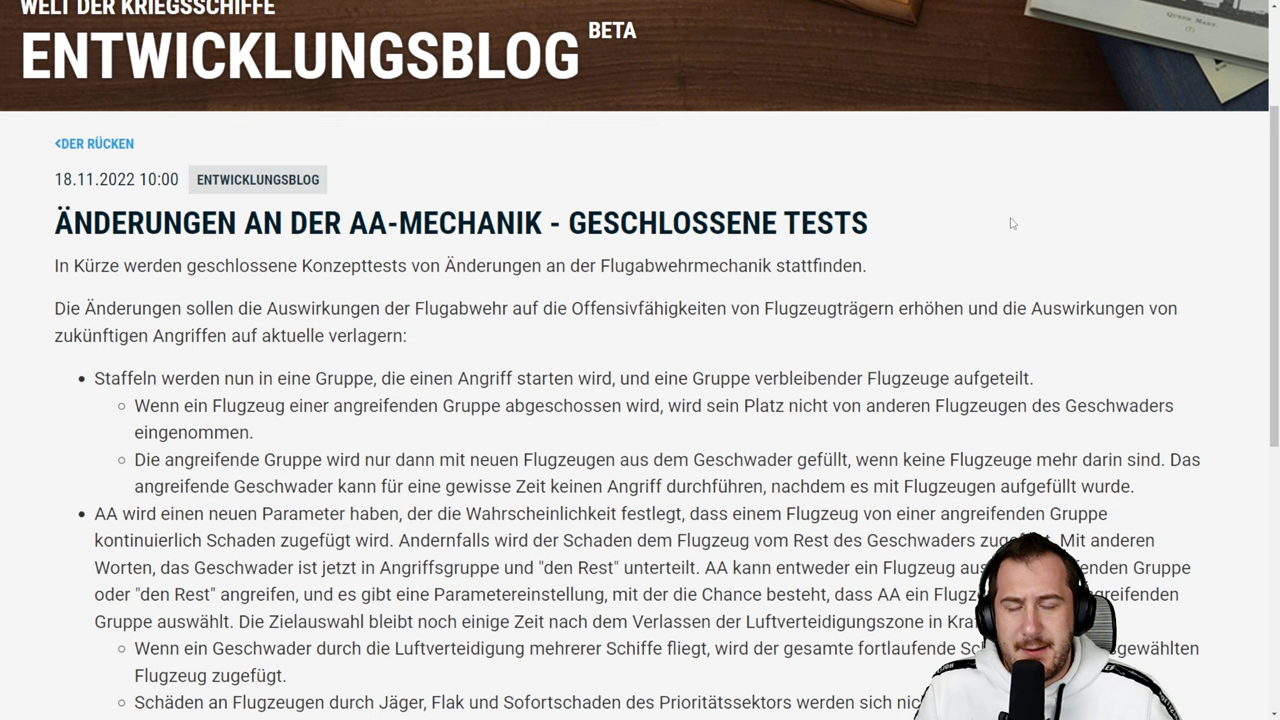 WELT DER KRIEGSSCHIFFE
ENTWICKLUNGSBLOG BETA
QUEEN MARY.
<DER RÜCKEN
18.11.2022 10:00 ENTWICKLUNGSBLOG
ÄNDERUNGEN AN DER AA-MECHANIK - GESCHLOSSENE TESTS
In Kürze werden geschlossene Konzepttests von Änderungen an der Flugabwehrmechanik stattfinden.
Die Änderungen sollen die Auswirkungen der Flugabwehr auf die Offensivfähigkeiten von Flugzeugträgern erhöhen und die Auswirkungen von
zukünftigen Angriffen auf aktuelle verlagern:
• Staffeln werden nun in eine Gruppe, die einen Angriff starten wird, und eine Gruppe verbleibender Flugzeuge aufgeteilt.
○ Wenn ein Flugzeug einer angreifenden Gruppe abgeschossen wird, wird sein Platz nicht von anderen Flugzeugen des Geschwaders
eingenommen.
○ Die angreifende Gruppe wird nur dann mit neuen Flugzeugen aus dem Geschwader gefüllt, wenn keine Flugzeuge mehr darin sind. Das
angreifende Geschwader kann für eine gewisse Zeit keinen Angriff durchführen, nachdem es mit Flugzeugen aufgefüllt wurde.
• AA wird einen neuen Parameter haben, der die Wahrscheinlichkeit festlegt, dass einem Flugzeug von einer angreifenden Gruppe
kontinuierlich Schaden zugefügt wird. Andernfalls wird der Schaden dem Flugzeug vom Rest des Geschwaders Mit anderen
Worten, das Geschwader ist jetzt in Angriffsgruppe und "den Rest" unterteilt. AA kann entweder ein Flugzeug Gruppe
oder "den Rest" angreifen, und es gibt eine Parametereinstellung, mit der die Chance besteht, dass AA ein
Gruppe auswählt. Die Zielauswahl bleibt noch einige Zeit nach dem Verlassen der Luftverteidigungszone in
○ Wenn ein Geschwader durch die Luftverteidigung mehrerer Schiffe fliegt, wird der gesamte fortlaufende
Flugzeug zugefügt.
○ Schäden an Flugzeugen durch Jäger, Flak und Sofortschaden des Prioritätssektors werden sich